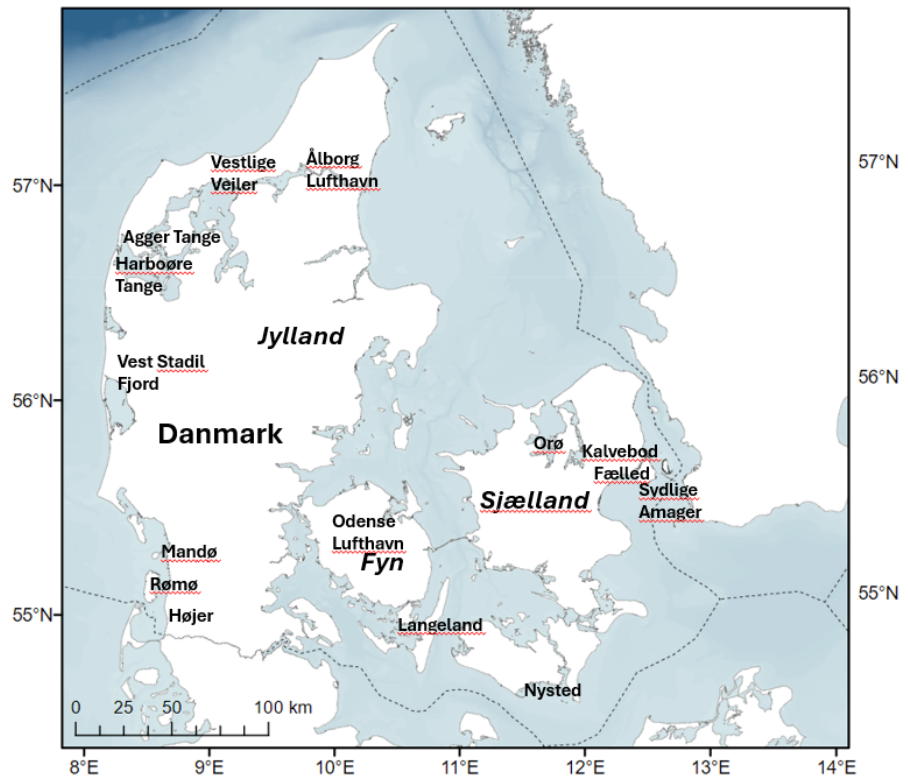 Vestlige
Vejler
Ålborg
Lufthavn
57°N
57°N
Agger Tange
Harboøre
Tange
Jylland
Vest Stadil
Fjord
56°N
56°N
Danmark
Orø
Kalvebod
Fælled
Sydlige
Amager
Sjælland
Odense
Lufthavn
Fyn
Mandø
Rømø
Højer
55°N
55°N
Langeland
Nysted
0 25 50 100 km
8°E 9°E 10°E 11°E 12°E 13°E 14°E